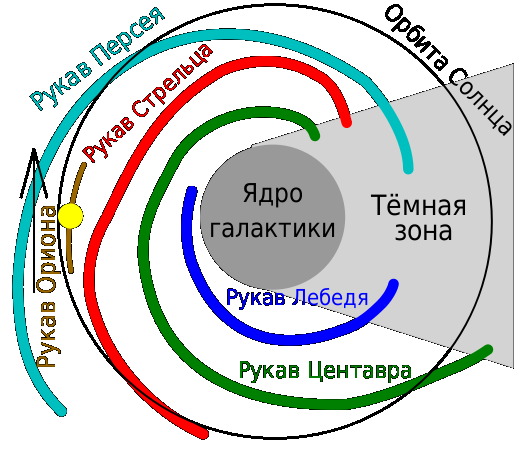 Рукав Персея
Орбита Солнца
Рукав Стрельца
Ядро
галактики
Тёмная
зона
Рукав Ориона
Рукав Лебедя
Рукав Центавра